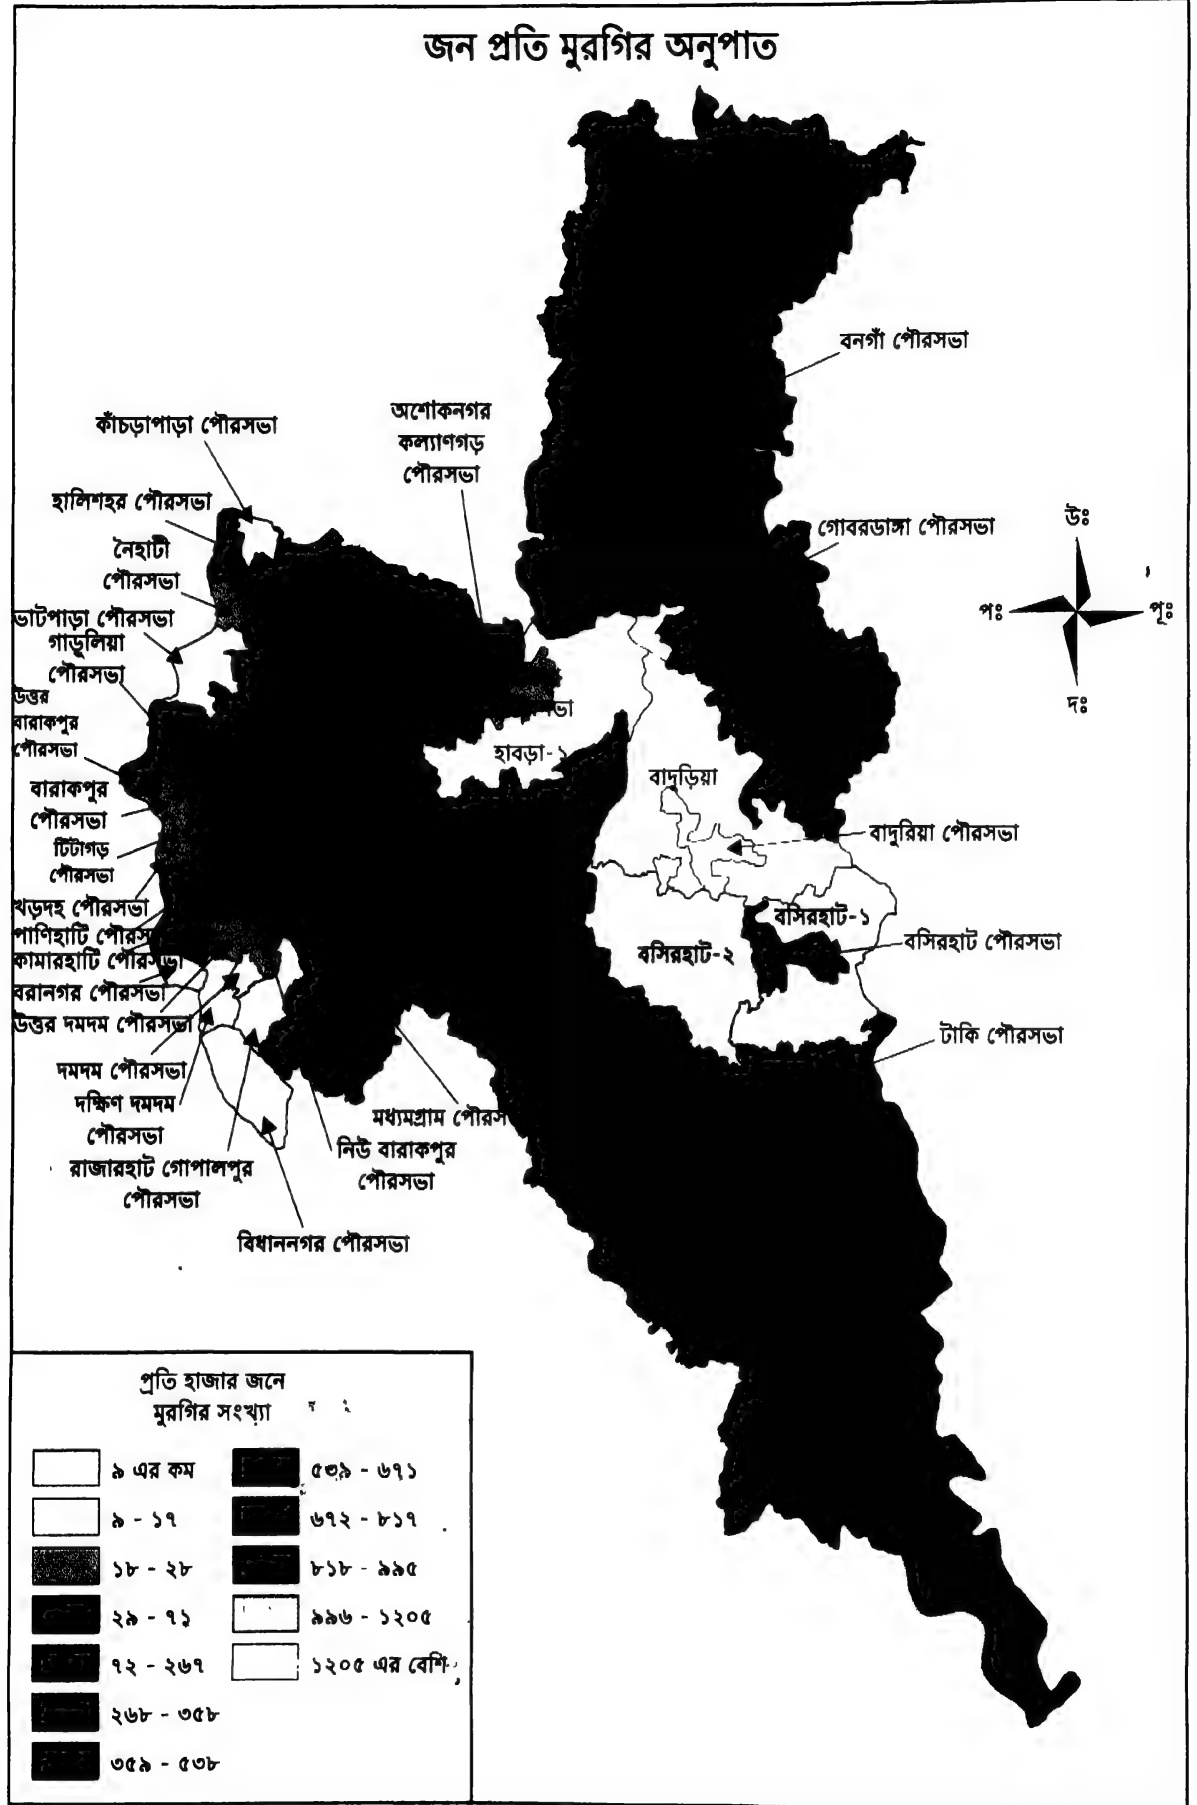 জন প্রতি মুরগির অনুপাত
বনগাঁ পৌরসভা
অশোকনগর
কল্যাণগড়
পৌরসভা
কাঁচড়াপাড়া পৌরসভা
হালিশহর পৌরসভা
নৈহাটী
পৌরসভা
ভাটপাড়া পৌরসভা
গাড়ুলিয়া
পৌরসভা
উত্তর
বারাকপুর
পৌরসভা
বারাকপুর
পৌরসভা
টিটাগড়
পৌরসভা
খড়দহ পৌরসভা
পাণিহাটি পৌরস
কামারহাটি পৌরসভা
বরানগর পৌরসভা
উত্তর দমদম পৌরসভা
দমদম পৌরসভা
দক্ষিণ দমদম
পৌরসভা
রাজারহাট গোপালপুর
পৌরসভা
বিধাননগর পৌরসভা
নিউ বারাকপুর
পৌরসভা
মধ্যমগ্রাম পৌরস
গোবরডাঙ্গা পৌরসভা
উঃ
পঃ
পূঃ
দঃ
হাবড়া-১
বাদুড়িয়া
বাদুরিয়া পৌরসভা
বসিরহাট-১
বসিরহাট-২
বসিরহাট পৌরসভা
টাকি পৌরসভা
প্রতি হাজার জনে
মুরগির সংখ্যা
৯ এর কম
৯ - ১৭
১৮ - ২৮
২৯ - ৭১
৭২ - ২৬৭
২৬৮ - ৩৫৮
৩৫৯ - ৫৩৮
৫৩৯ - ৬৭১
৬৭২ - ৮১৭
৮১৮ - ৯৯৫
৯৯৬ - ১২০৫
১২০৫ এর বেশি